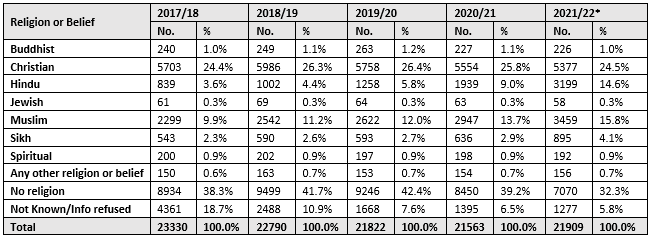 Religion or Belief 2017/18 2018/19 2019/20 2020/21 2021/22*
No. % No. % No. % No. % No. %
Buddhist 240 1.0% 249 1.1% 263 1.2% 227 1.1% 226 1.0%
Christian 5703 24.4% 5986 26.3% 5758 26.4% 5554 25.8% 5377 24.5%
Hindu 839 3.6% 1002 4.4% 1258 5.8% 1939 9.0% 3199 14.6%
Jewish 61 0.3% 69 0.3% 64 0.3% 63 0.3% 58 0.3%
Muslim 2299 9.9% 2542 11.2% 2622 12.0% 2947 13.7% 3459 15.8%
Sikh 543 2.3% 590 2.6% 593 2.7% 636 2.9% 895 4.1%
Spiritual 200 0.9% 202 0.9% 197 0.9% 198 0.9% 192 0.9%
Any other religion or belief 150 0.6% 163 0.7% 153 0.7% 154 0.7% 156 0.7%
No religion 8934 38.3% 9499 41.7% 9246 42.4% 8450 39.2% 7070 32.3%
Not Known/Info refused 4361 18.7% 2488 10.9% 1668 7.6% 1395 6.5% 1277 5.8%
Total 23330 100.0% 22790 100.0% 21822 100.0% 21563 100.0% 21909 100.0%